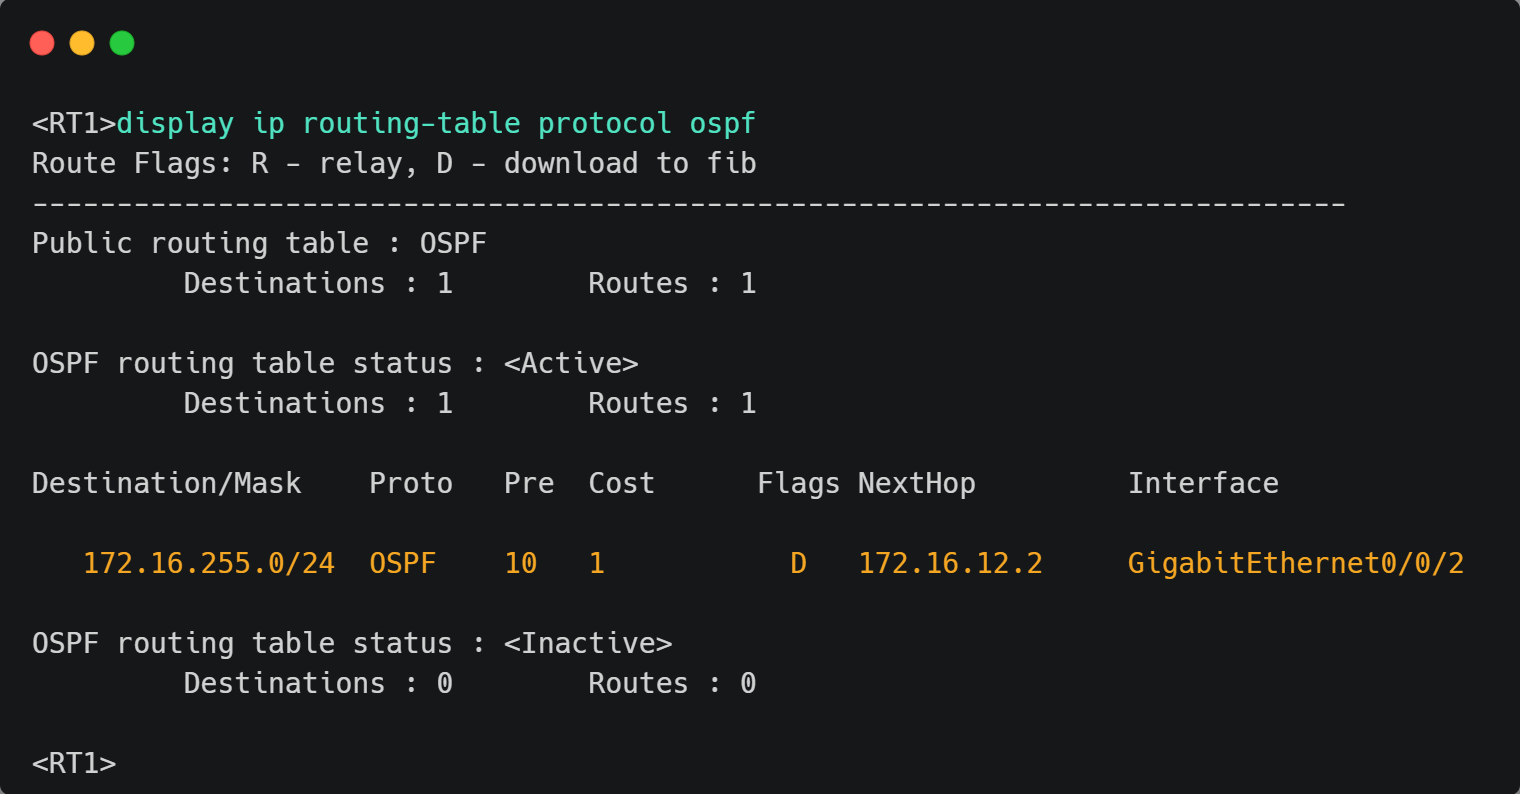 <RT1>display ip routing-table protocol ospf
Route Flags: R - relay, D - download to fib
------------------------------------------------------------------------------
Public routing table : OSPF
         Destinations : 1        Routes : 1

OSPF routing table status : <Active>
         Destinations : 1        Routes : 1

Destination/Mask    Proto   Pre  Cost      Flags NextHop         Interface

   172.16.255.0/24  OSPF    10   1           D   172.16.12.2     GigabitEthernet0/0/2

OSPF routing table status : <Inactive>
         Destinations : 0        Routes : 0

<RT1>